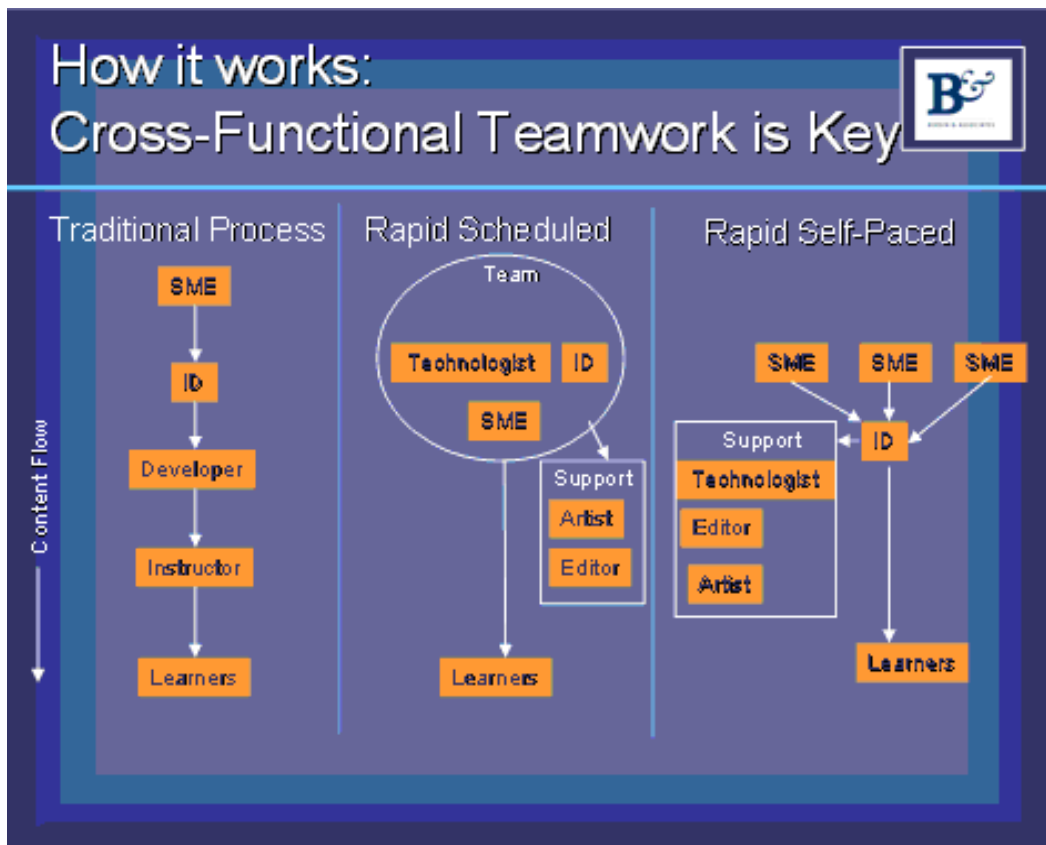 How it works:
Cross-Functional Teamwork is Key
B&
Traditional Process
SME
ID
Developer
Instructor
Learners
Content Flow
Rapid Scheduled
Team
Technologist
ID
SME
Support
Artist
Editor
Learners
Rapid Self-Paced
SME
SME
SME
ID
Support
Technologist
Editor
Artist
Learners